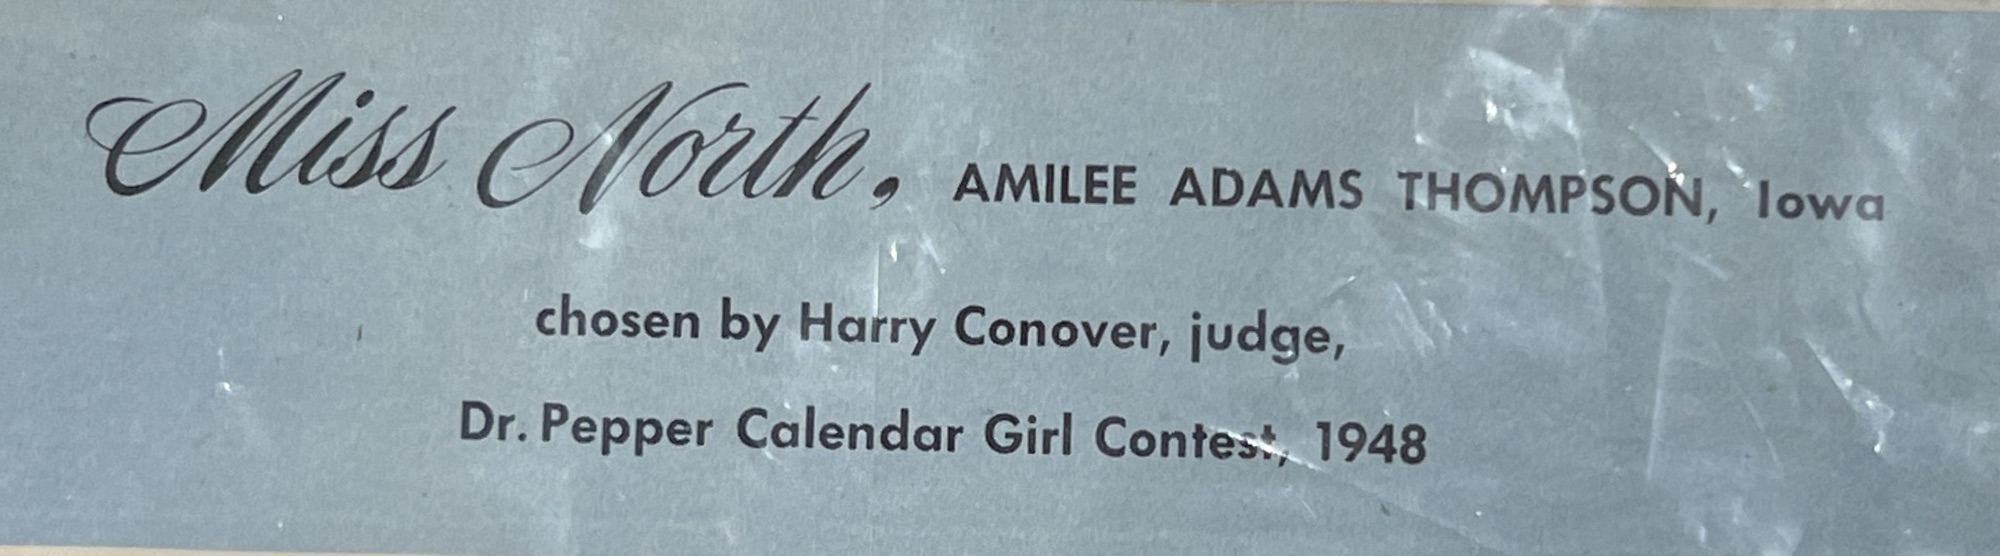 Miss North, AMILEE ADAMS THOMPSON, Iowa
chosen by Harry Conover, judge,
Dr. Pepper Calendar Girl Contest, 1948